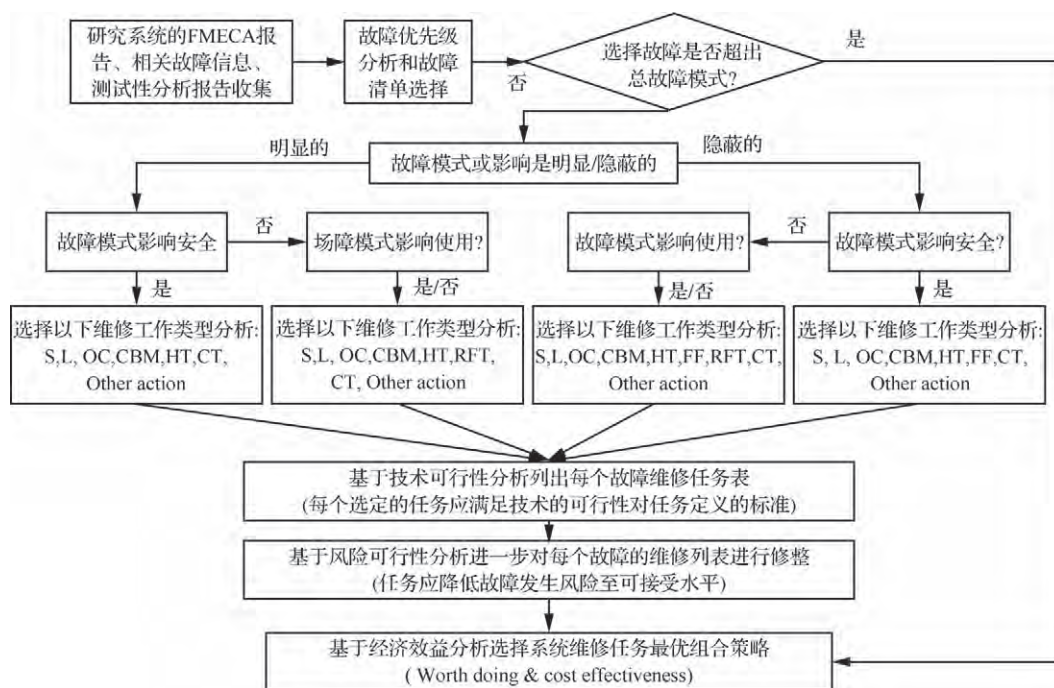 研究系统的FMECA报
告、相关故障信息、
测试性分析报告收集
故障优先级
分析和故障
清单选择
选择故障是否超出
总故障模式?
是
否
明显的
故障模式或影响是明显/隐蔽的
隐蔽的
故障模式影响安全
否
场障模式影响使用?
故障模式影响使用?
否
故障模式影响安全?
是
是/否
是/否
是
选择以下维修工作类型分析:
S,L, OC,CBM,HT,CT,
Other action
选择以下维修工作类型分析:
S,L, OC,CBM,HT,RFT,
CT, Other action
选择以下维修工作类型分析:
S,L,OC,CBM,HT,FF,RFT,CT,
Other action
选择以下维修工作类型分析:
S, L, OC,CBM,HT,FF,CT,
Other action
基于技术可行性分析列出每个故障维修任务表
(每个选定的任务应满足技术的可行性对任务定义的标准)
基于风险可行性分析进一步对每个故障的维修列表进行修整
(任务应降低故障发生风险至可接受水平)
基于经济效益分析选择系统维修任务最优组合策略
( Worth doing & cost effectiveness)